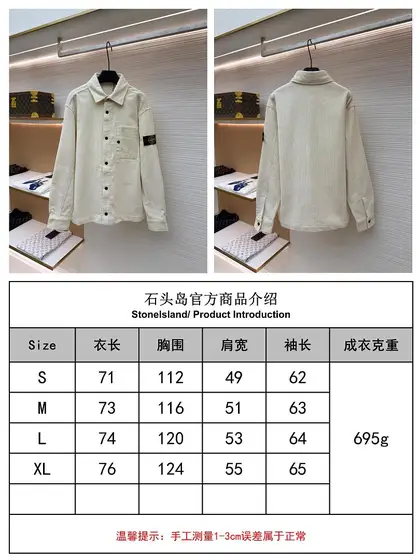 石头岛官方商品介绍
StoneIsland/ Product Introduction
Size 衣长 胸围 肩宽 袖长 成衣克重
S 71 112 49 62
M 73 116 51 63
L 74 120 53 64
XL 76 124 55 65
695g
温馨提示：手工测量1-3cm误差属于正常